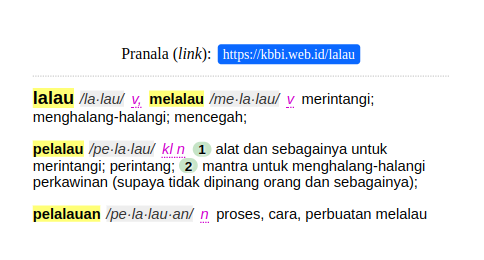 Pranala (link): https://kbbi.web.id/lalau
lalau /la·lau/ v, melalau /me·la·lau/ v merintangi;
menghalang-halangi; mencegah;
pelalau /pe·la·lau/ kl n 1 alat dan sebagainya untuk
merintangi; perintang; 2 mantra untuk menghalang-halangi
perkawinan (supaya tidak dipinang orang dan sebagainya);
pelalauan /pe·la·lau·an/ n proses, cara, perbuatan melalau